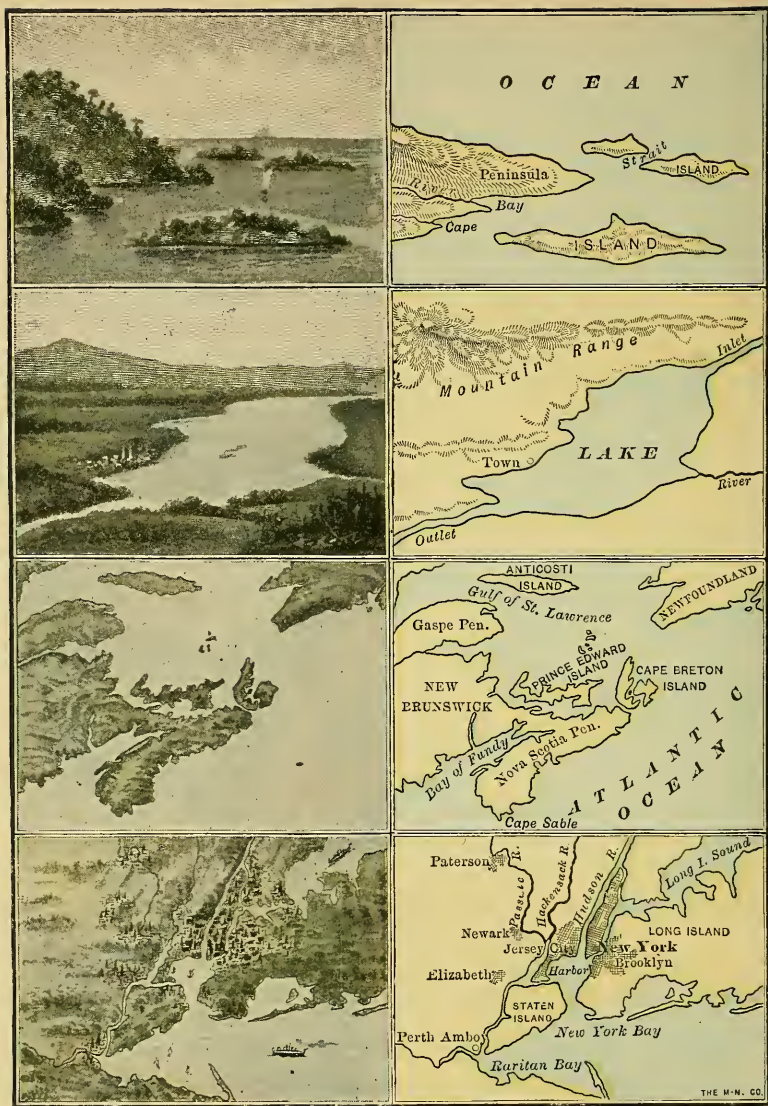 OCEAN
Peninsula
Strait
ISLAND
River
Bay
Cape
ISLAND
Mountain Range
Inlet
LAKE
Town
River
Outlet
ANTICOSTI
ISLAND
Gulf of St. Lawrence
NEWFOUNDLAND
Gaspe Pen.
PRINCE EDWARD
ISLAND
CAPE BRETON
ISLAND
NEW
BRUNSWICK
Bay of Fundy
Nova Scotia Pen.
ATLANTIC
OCEAN
Cape Sable
Paterson
Passaic R.
Hackensack R.
Hudson R.
Long I. Sound
Newark
LONG ISLAND
Jersey City
New York
Brooklyn
Elizabeth
Harbor
STATEN
ISLAND
New York Bay
Perth Amboy
Raritan Bay
THE M.-N. CO.